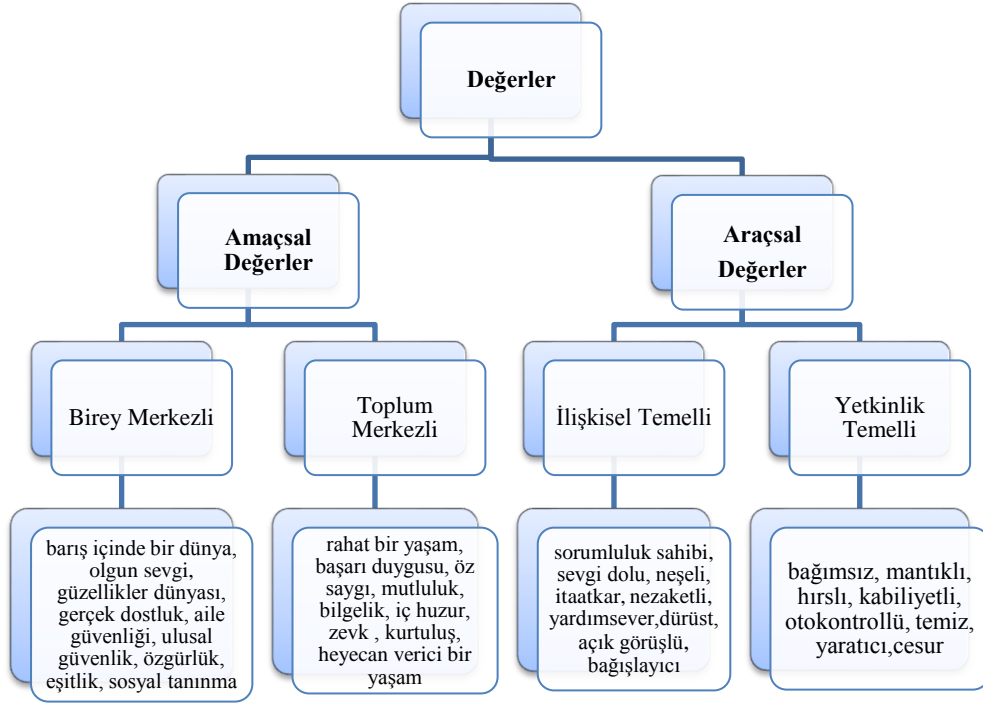 Değerler
Amaçsal
Değerler
Araçsal
Değerler
Birey Merkezli
Toplum
Merkezli
İlişkisel Temelli
Yetkinlik
Temelli
barış içinde bir dünya,
olgun sevgi,
güzellikler dünyası,
gerçek dostluk, aile
güvenliği, ulusal
güvenlik, özgürlük,
eşitlik, sosyal tanınma
rahat bir yaşam,
başarı duygusu, öz
saygı, mutluluk,
bilgelik, iç huzur,
zevk , kurtuluş,
heyecan verici bir
yaşam
sorumluluk sahibi,
sevgi dolu, neşeli,
itaatkar, nezaketli,
yardımsever,dürüst,
açık görüşlü,
bağışlayıcı
bağımsız, mantıklı,
hırslı, kabiliyetli,
otokontrollü, temiz,
yaratıcı,cesur